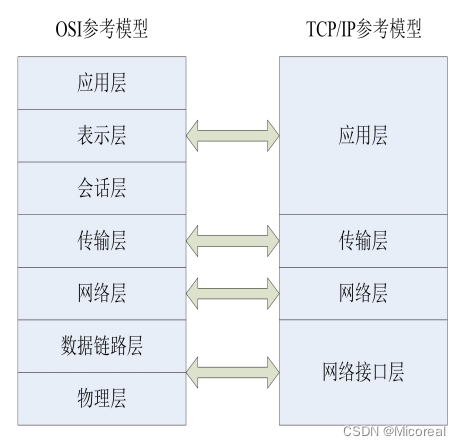 OSI参考模型
TCP/IP参考模型
应用层
表示层
会话层
传输层
网络层
数据链路层
物理层
应用层
传输层
网络层
网络接口层
CSDN @Micoreal